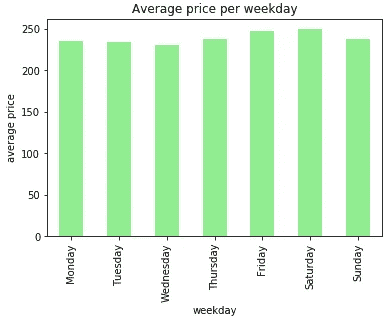 Average price per weekday
average price
250
200
150
100
50
0
Monday
Tuesday
Wednesday
Thursday
Friday
Saturday
Sunday
weekday